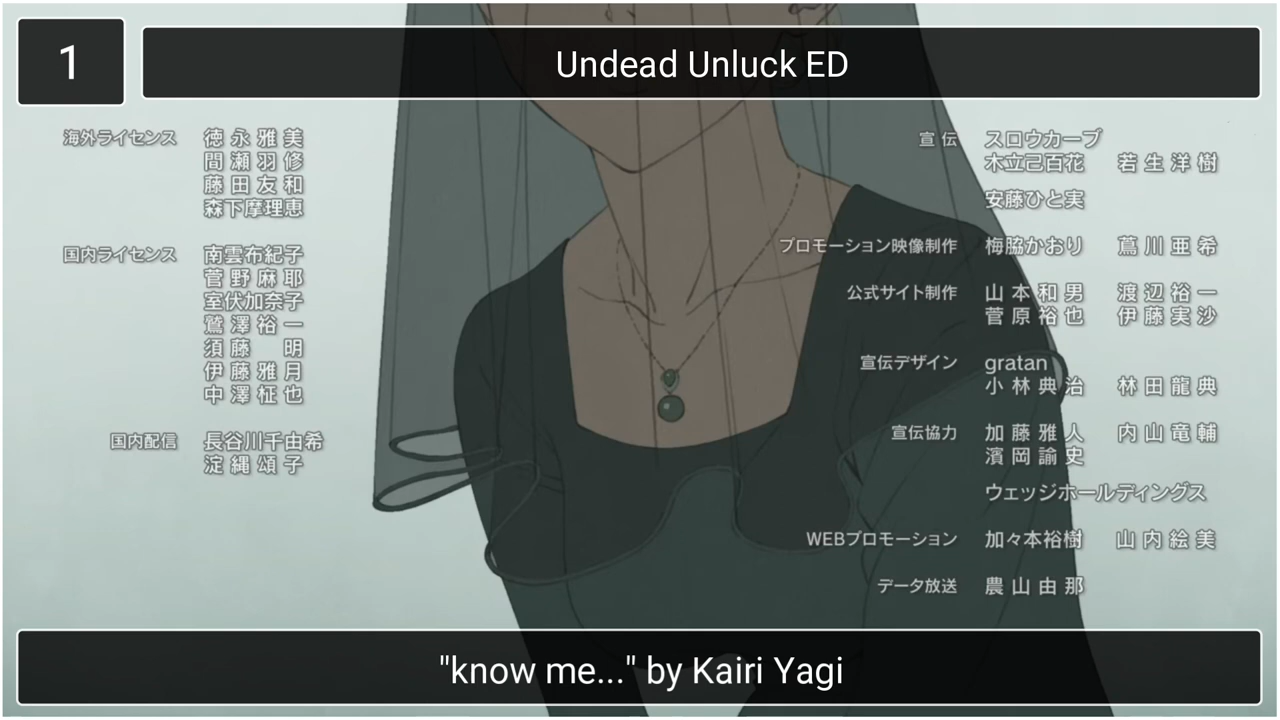 1
Undead Unluck ED
海外ライセンス 徳永雅美
間瀬羽修
藤田友和
森下摩理恵
国内ライセンス 南雲布紀子
菅野麻耶
室伏加奈子
鷲澤裕一
須藤 明
伊藤雅月
中澤柾也
国内配信 長谷川千由希
淀縄頌子
宣伝 スロウカーブ
木立己百花 若生洋樹
安藤ひと実
プロモーション映像制作 梅脇かおり 蔦川亜希
公式サイト制作 山本和男 渡辺裕一
菅原裕也 伊藤実沙
宣伝デザイン gratan
小林典治 林田龍典
宣伝協力 加藤雅人 内山竜輔
濱岡諭史
ウェッジホールディングス
WEBプロモーション 加々本裕樹 山内絵美
データ放送 農山由那
"know me..." by Kairi Yagi